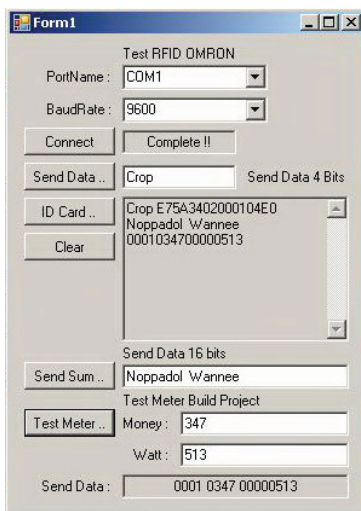 Form1
Test RFID OMRON
PortName : COM1
BaudRate : 9600
Connect Complete !!
Send Data .. Crop Send Data 4 Bits
ID Card .. Crop E75A3402000104E0
Noppadol Wannee
0001034700000513
Clear
Send Data 16 bits
Send Sum .. Noppadol Wannee
Test Meter Build Project
Test Meter .. Money : 347
Watt : 513
Send Data : 0001 0347 00000513